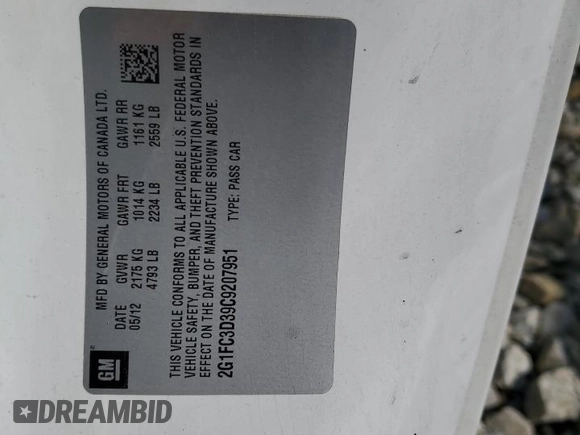 MFD BY GENERAL MOTORS OF CANADA LTD.
DATE GVWR GAWR FRT GAWR RR
05/12 2175 KG 1014 KG 1161 KG
4793 LB 2234 LB 2559 LB
THIS VEHICLE CONFORMS TO ALL APPLICABLE U.S. FEDERAL MOTOR
VEHICLE SAFETY, BUMPER, AND THEFT PREVENTION STANDARDS IN
EFFECT ON THE DATE OF MANUFACTURE SHOWN ABOVE.
2G1FC3D39C9207951 TYPE: PASS CAR
GM
DREAMBID